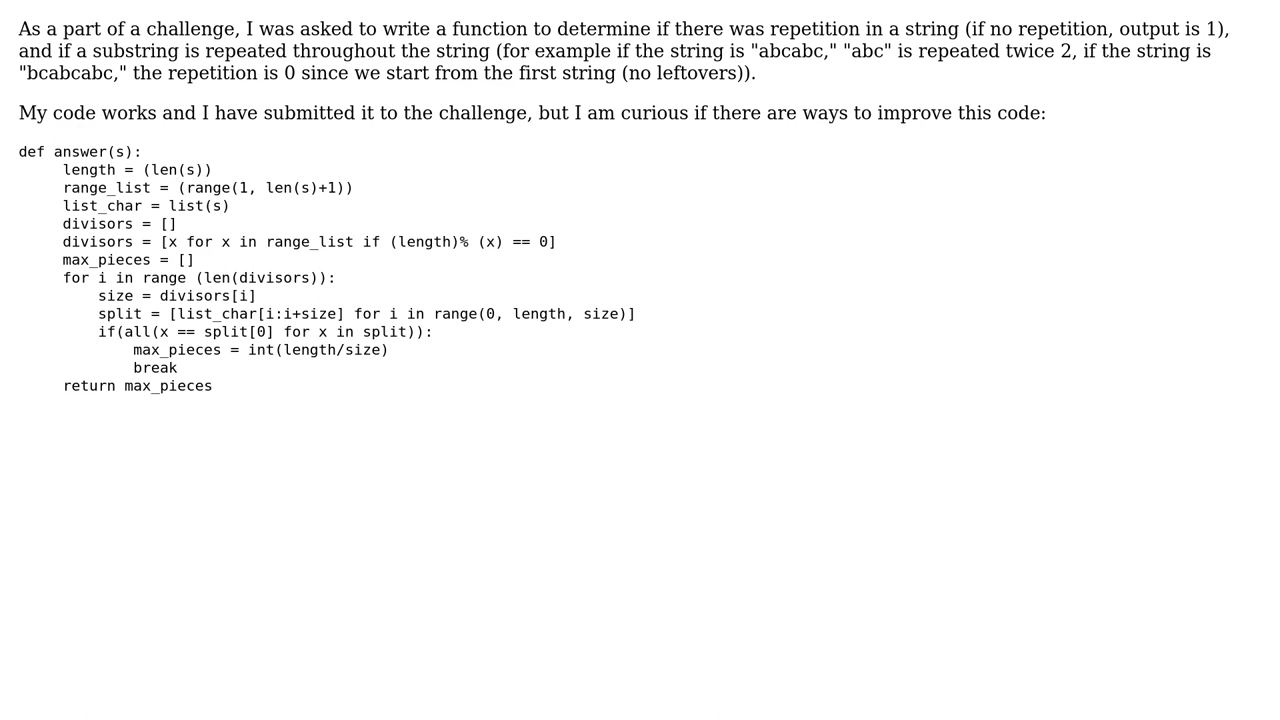 As a part of a challenge, I was asked to write a function to determine if there was repetition in a string (if no repetition, output is 1),
and if a substring is repeated throughout the string (for example if the string is "abcabc," "abc" is repeated twice 2, if the string is
"bcabcabc," the repetition is 0 since we start from the first string (no leftovers)).
My code works and I have submitted it to the challenge, but I am curious if there are ways to improve this code:
def answer(s):
     length = (len(s))
     range_list = (range(1, len(s)+1))
     list_char = list(s)
     divisors = []
     divisors = [x for x in range_list if (length)% (x) == 0]
     max_pieces = []
     for i in range (len(divisors)):
         size = divisors[i]
         split = [list_char[i:i+size] for i in range(0, length, size)]
         if(all(x == split[0] for x in split)):
             max_pieces = int(length/size)
             break
     return max_pieces